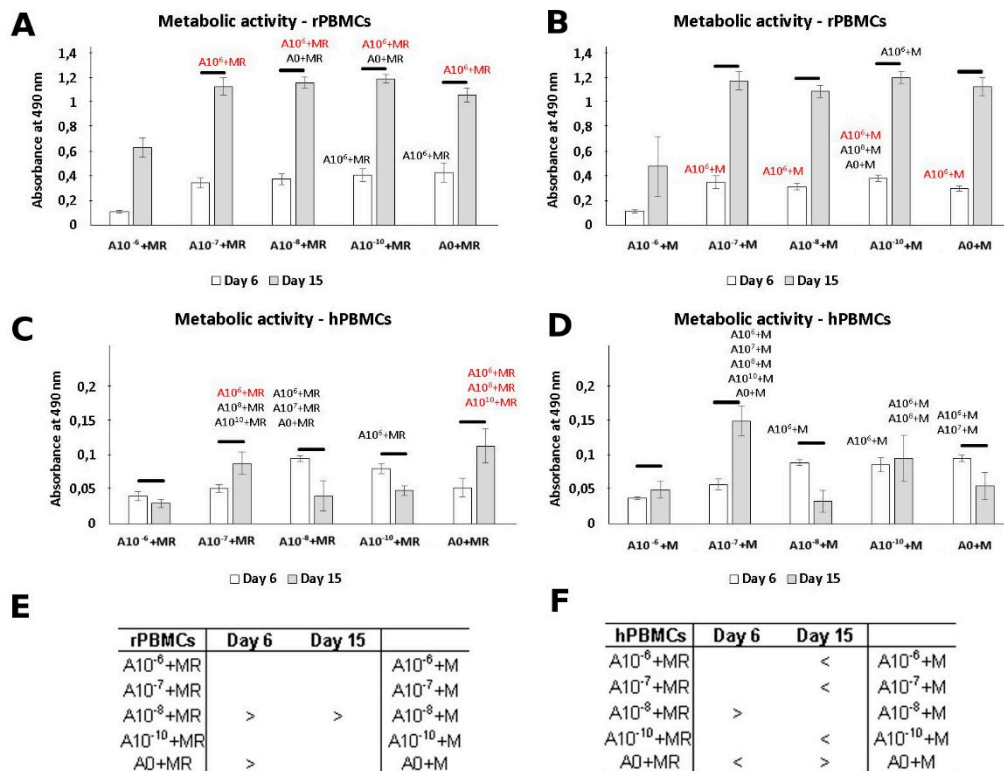 A
Metabolic activity - rPBMCs
Absorbance at 490 nm
1,4
1,2
1
0,8
0,6
0,4
0,2
0
A10⁶+MR
A10⁶+MR
A0+MR
A10⁶+MR
A0+MR
A10⁶+MR
A10⁶+MR
A10⁶+MR
A10⁻⁶+MR A10⁻⁷+MR A10⁻⁸+MR A10⁻¹⁰+MR A0+MR
Day 6 Day 15
B
Metabolic activity - rPBMCs
Absorbance at 490 nm
1,4
1,2
1
0,8
0,6
0,4
0,2
0
A10⁶+M
A10⁶+M
A10⁶+M
A10⁶+M
A10⁸+M
A0+M
A10⁶+M
A10⁻⁶+M A10⁻⁷+M A10⁻⁸+M A10⁻¹⁰+M A0+M
Day 6 Day 15
C
Metabolic activity - hPBMCs
Absorbance at 490 nm
0,2
0,15
0,1
0,05
0
A10⁶+MR
A10⁸+MR
A10¹⁰+MR
A10⁶+MR
A10⁷+MR
A0+MR
A10⁶+MR
A10⁶+MR
A10⁸+MR
A10¹⁰+MR
A10⁻⁶+MR A10⁻⁷+MR A10⁻⁸+MR A10⁻¹⁰+MR A0+MR
Day 6 Day 15
D
Metabolic activity - hPBMCs
Absorbance at 490 nm
0,2
0,15
0,1
0,05
0
A10⁶+M
A10⁷+M
A10⁸+M
A10¹⁰+M
A0+M
A10⁶+M
A10⁶+M
A10⁶+M
A10⁸+M
A10⁶+M
A10⁷+M
A10⁻⁶+M A10⁻⁷+M A10⁻⁸+M A10⁻¹⁰+M A0+M
Day 6 Day 15
E
rPBMCs Day 6 Day 15
A10⁻⁶+MR A10⁻⁶+M
A10⁻⁷+MR A10⁻⁷+M
A10⁻⁸+MR > > A10⁻⁸+M
A10⁻¹⁰+MR A10⁻¹⁰+M
A0+MR > A0+M
F
hPBMCs Day 6 Day 15
A10⁻⁶+MR < A10⁻⁶+M
A10⁻⁷+MR < A10⁻⁷+M
A10⁻⁸+MR > A10⁻⁸+M
A10⁻¹⁰+MR < A10⁻¹⁰+M
A0+MR < > A0+M